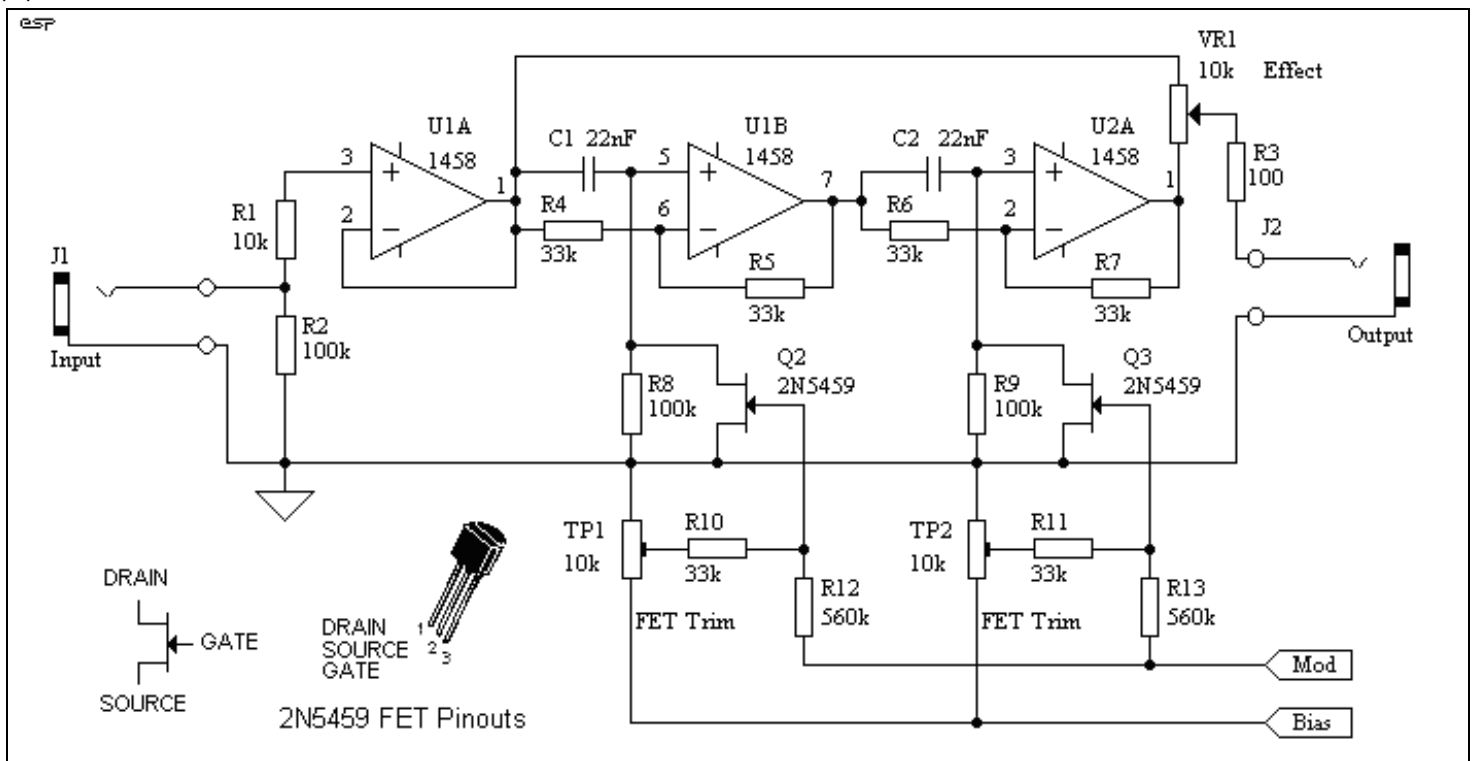 esp
VR1
10k Effect
U1A
1458
C1 22nF
U1B
1458
C2 22nF
U2A
1458
3
1
2
5
7
6
3
1
2
R1
10k
R4
33k
R5
33k
R6
33k
R7
33k
R3
100
J1
J2
Input
Output
R2
100k
R8
100k
Q2
2N5459
R9
100k
Q3
2N5459
TP1
10k
R10
33k
TP2
10k
R11
33k
R12
560k
R13
560k
FET Trim
FET Trim
DRAIN
GATE
SOURCE
DRAIN
SOURCE
GATE
1
2
3
2N5459 FET Pinouts
Mod
Bias